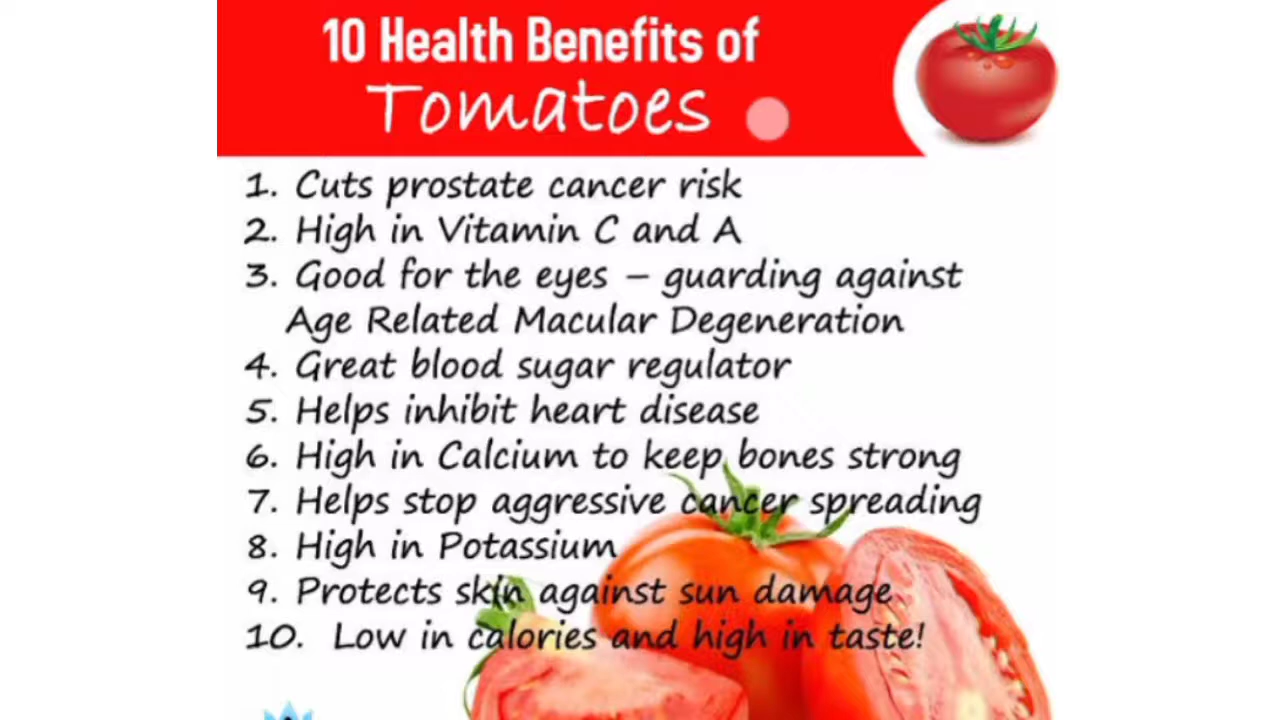 10 Health Benefits of
Tomatoes
1. Cuts prostate cancer risk
2. High in Vitamin C and A
3. Good for the eyes – guarding against
Age Related Macular Degeneration
4. Great blood sugar regulator
5. Helps inhibit heart disease
6. High in Calcium to keep bones strong
7. Helps stop aggressive cancer spreading
8. High in Potassium
9. Protects skin against sun damage
10. Low in calories and high in taste!